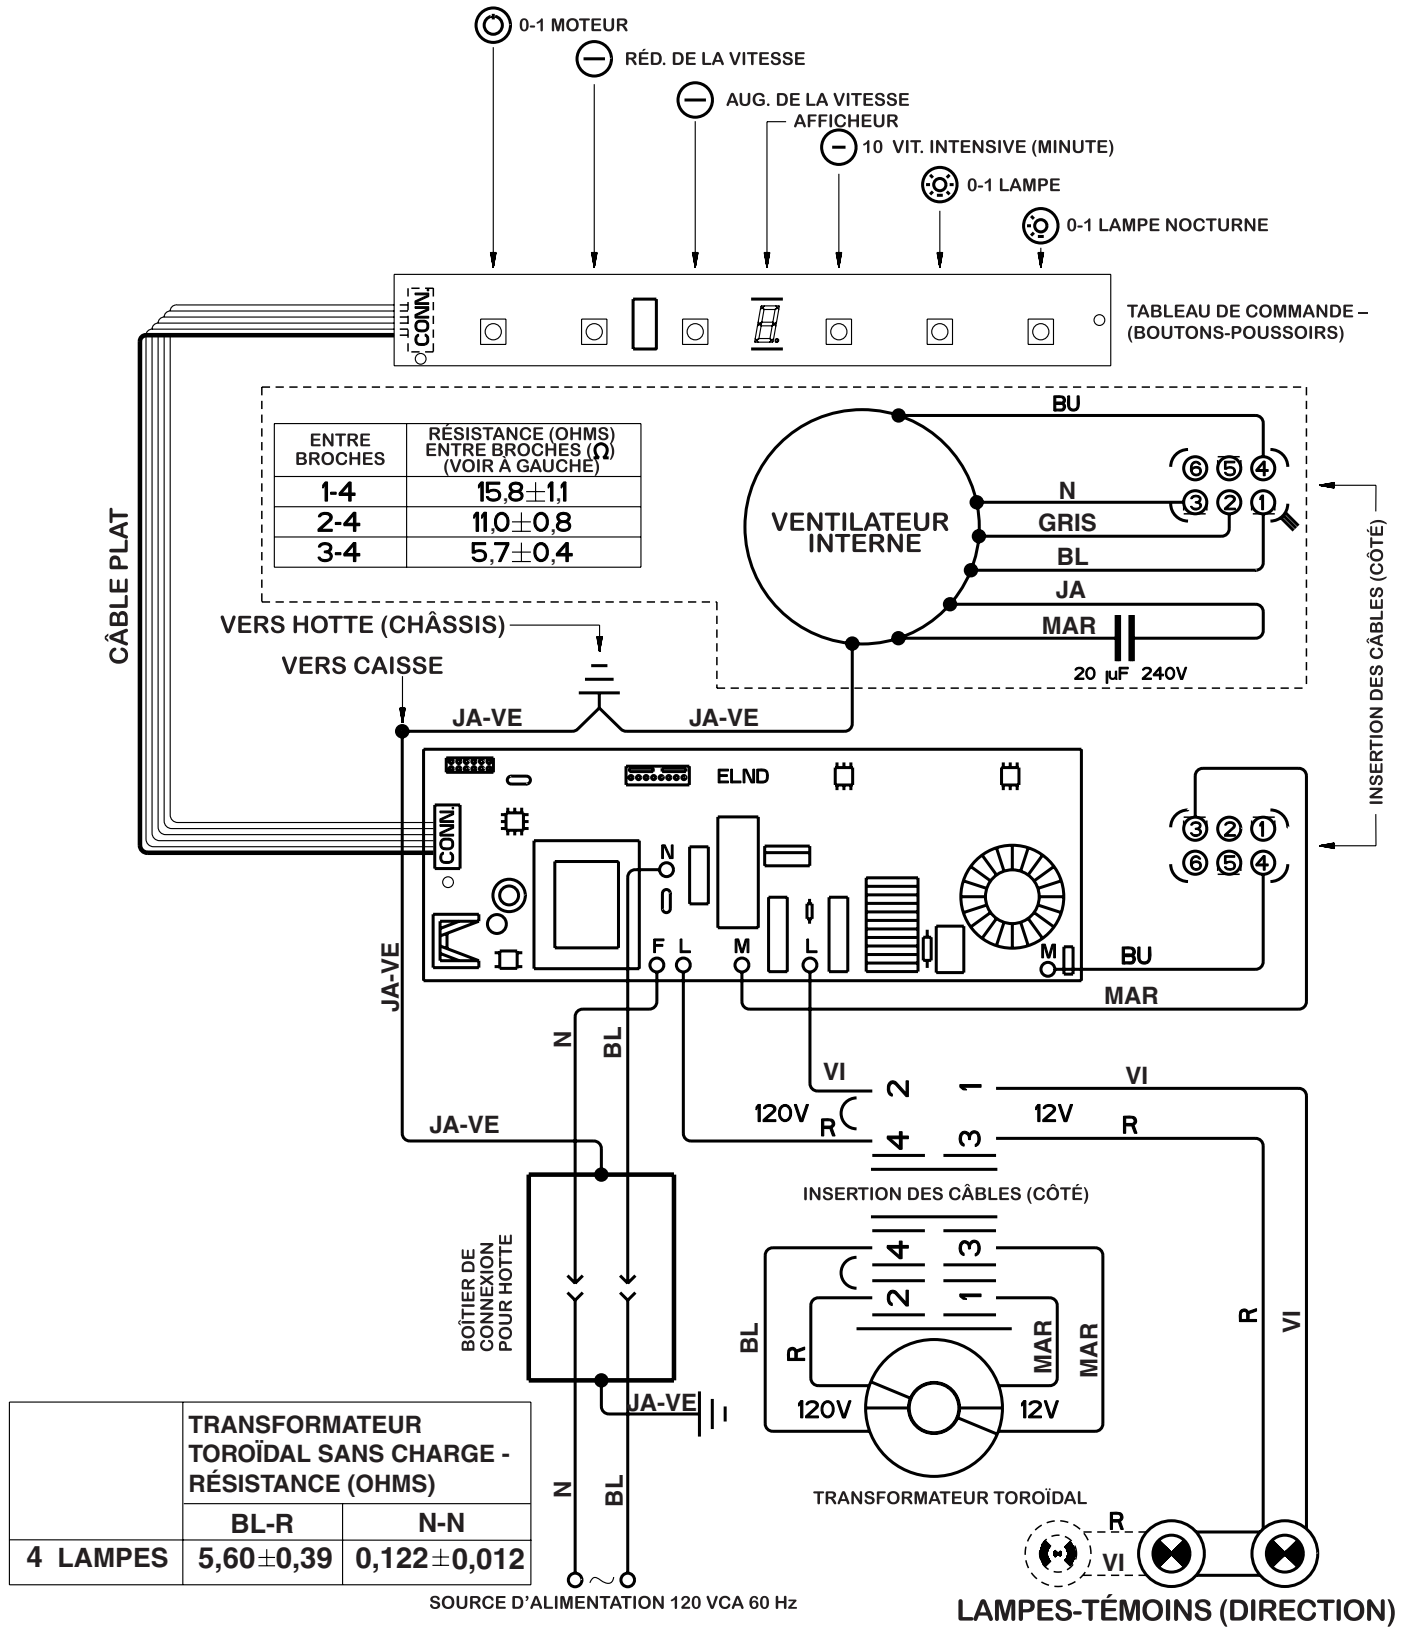 0-1 MOTEUR
RÉD. DE LA VITESSE
AUG. DE LA VITESSE
AFFICHEUR
10 VIT. INTENSIVE (MINUTE)
0-1 LAMPE
0-1 LAMPE NOCTURNE
CONN.
TABLEAU DE COMMANDE –
(BOUTONS-POUSSOIRS)
CÂBLE PLAT
ENTRE
BROCHES
RÉSISTANCE (OHMS)
ENTRE BROCHES (Ω)
(VOIR À GAUCHE)
1-4 15,8±1,1
2-4 11,0±0,8
3-4 5,7±0,4
VENTILATEUR
INTERNE
BU
N
GRIS
BL
JA
MAR
20 µF 240V
6 5 4
3 2 1
INSERTION DES CÂBLES (CÔTÉ)
VERS HOTTE (CHÂSSIS)
VERS CAISSE
JA-VE
JA-VE
ELND
CONN.
N
F L M L M
3 2 1
6 5 4
BU
MAR
JA-VE
N
BL
JA-VE
VI
R
120V
2 1
4 3
12V
VI
R
INSERTION DES CÂBLES (CÔTÉ)
4 3
2 1
BL
R
MAR
MAR
120V
12V
TRANSFORMATEUR TOROÏDAL
R
VI
BOÎTIER DE
CONNEXION
POUR HOTTE
JA-VE
N
BL
TRANSFORMATEUR
TOROÏDAL SANS CHARGE -
RÉSISTANCE (OHMS)
BL-R N-N
4 LAMPES 5,60±0,39 0,122±0,012
SOURCE D'ALIMENTATION 120 VCA 60 Hz
R
VI
LAMPES-TÉMOINS (DIRECTION)